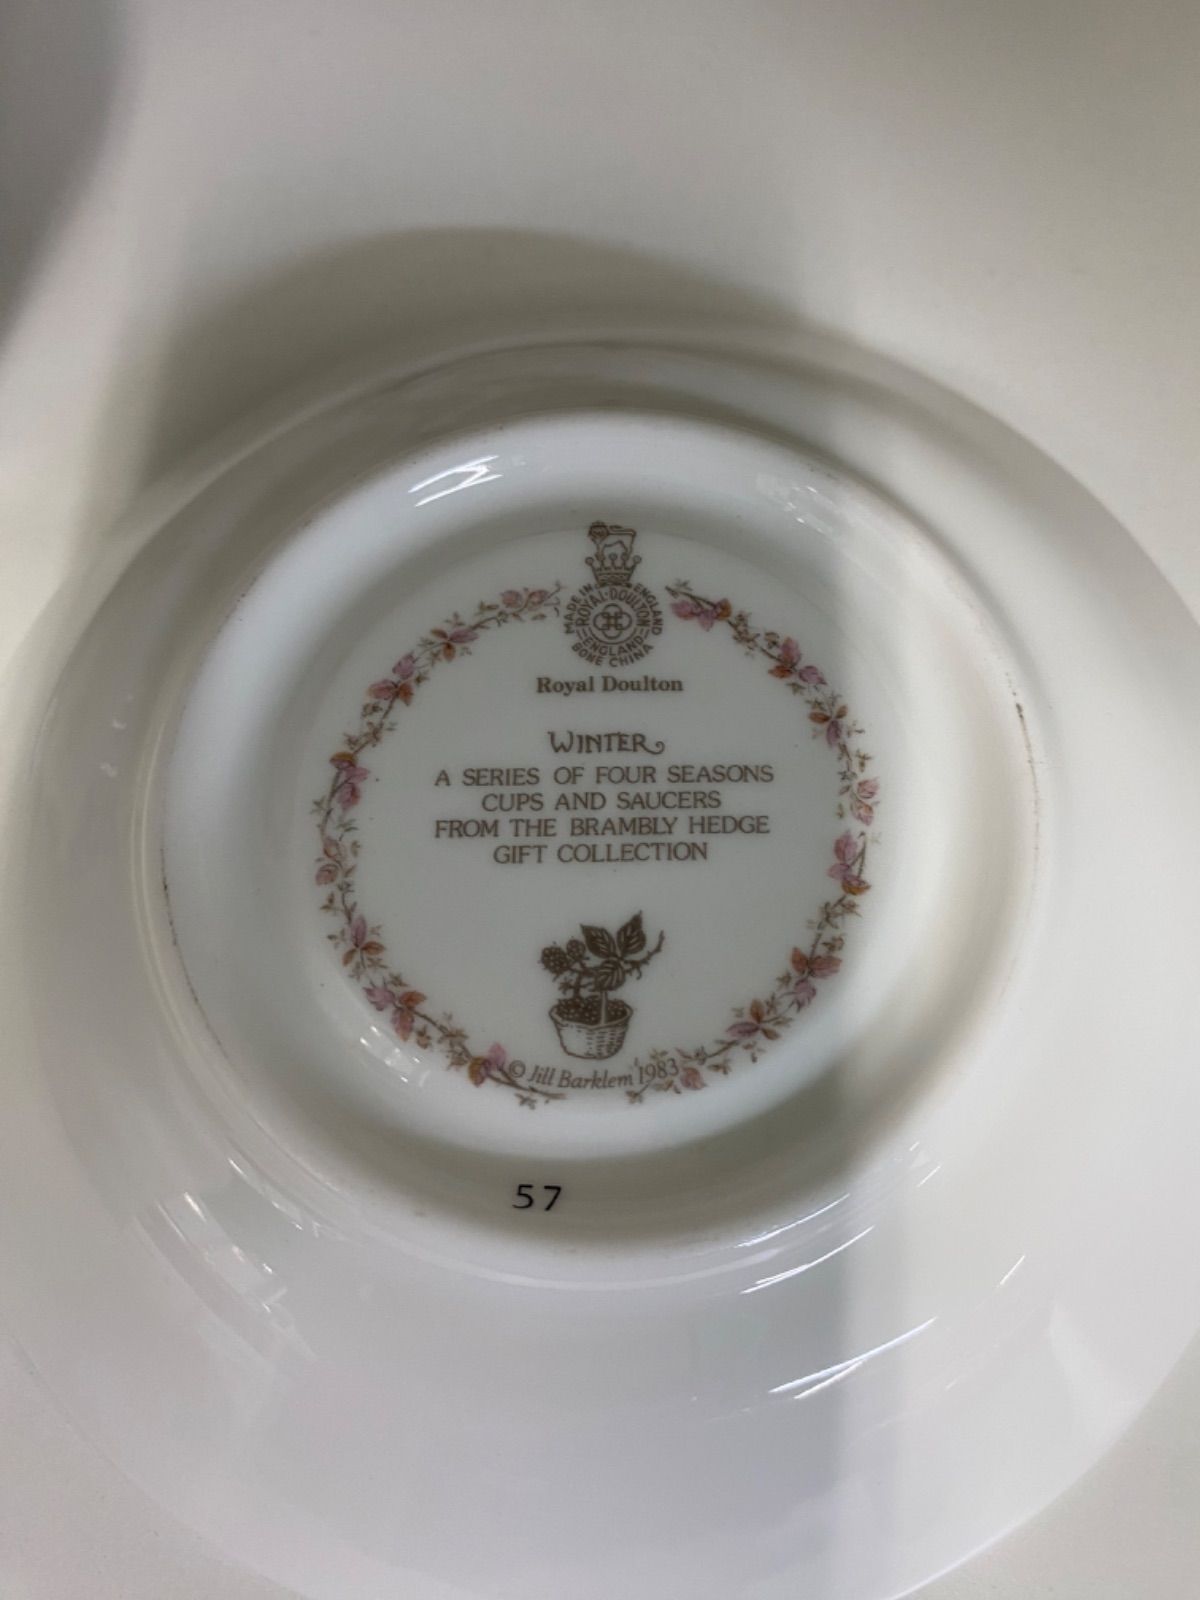 MADE IN ENGLAND
ROYAL·DOULTON
ENGLAND
BONE CHINA
Royal Doulton
WINTER
A SERIES OF FOUR SEASONS
CUPS AND SAUCERS
FROM THE BRAMBLY HEDGE
GIFT COLLECTION
© Jill Barklem 1983
57